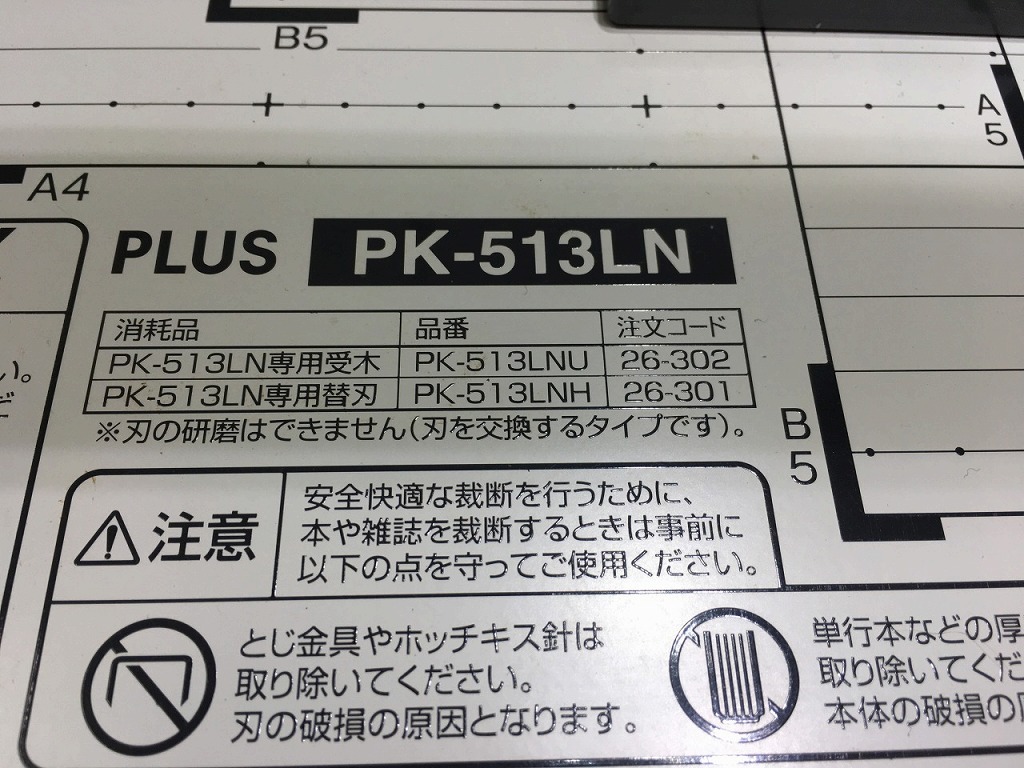 B5
A
5
A4
PLUS PK-513LN
消耗品 品番 注文コード
PK-513LN専用受木 PK-513LNU 26-302
PK-513LN専用替刃 PK-513LNH 26-301
※刃の研磨はできません(刃を交換するタイプです)。
い。
B
5
注意
安全快適な裁断を行うために、
本や雑誌を裁断するときは事前に
以下の点を守ってご使用ください。
とじ金具やホッチキス針は
取り除いてください。
刃の破損の原因となります。
単行本などの厚
取り除いてくだ
本体の破損の